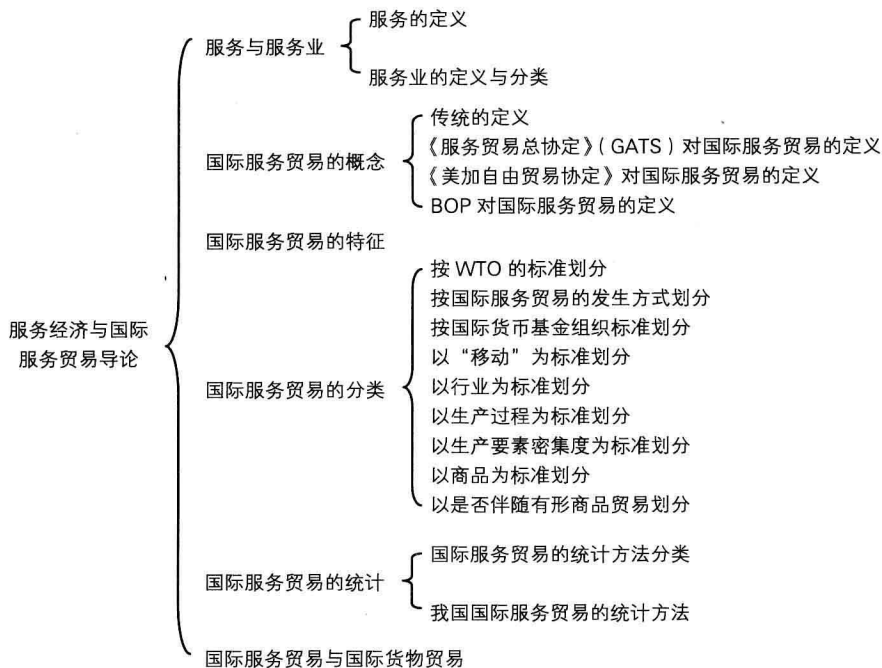 服务经济与国际
服务贸易导论
服务与服务业
服务的定义
服务业的定义与分类
国际服务贸易的概念
传统的定义
《服务贸易总协定》(GATS)对国际服务贸易的定义
《美加自由贸易协定》对国际服务贸易的定义
BOP 对国际服务贸易的定义
国际服务贸易的特征
国际服务贸易的分类
按 WTO 的标准划分
按国际服务贸易的发生方式划分
按国际货币基金组织标准划分
以“移动”为标准划分
以行业为标准划分
以生产过程为标准划分
以生产要素密集度为标准划分
以商品为标准划分
以是否伴随有形商品贸易划分
国际服务贸易的统计
国际服务贸易的统计方法分类
我国国际服务贸易的统计方法
国际服务贸易与国际货物贸易